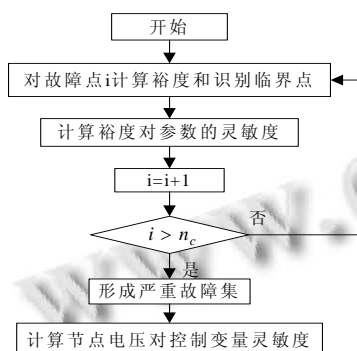 开始
对故障点i计算裕度和识别临界点
计算裕度对参数的灵敏度
i=i+1
i > n_c
否
是
形成严重故障集
计算节点电压对控制变量灵敏度
www.